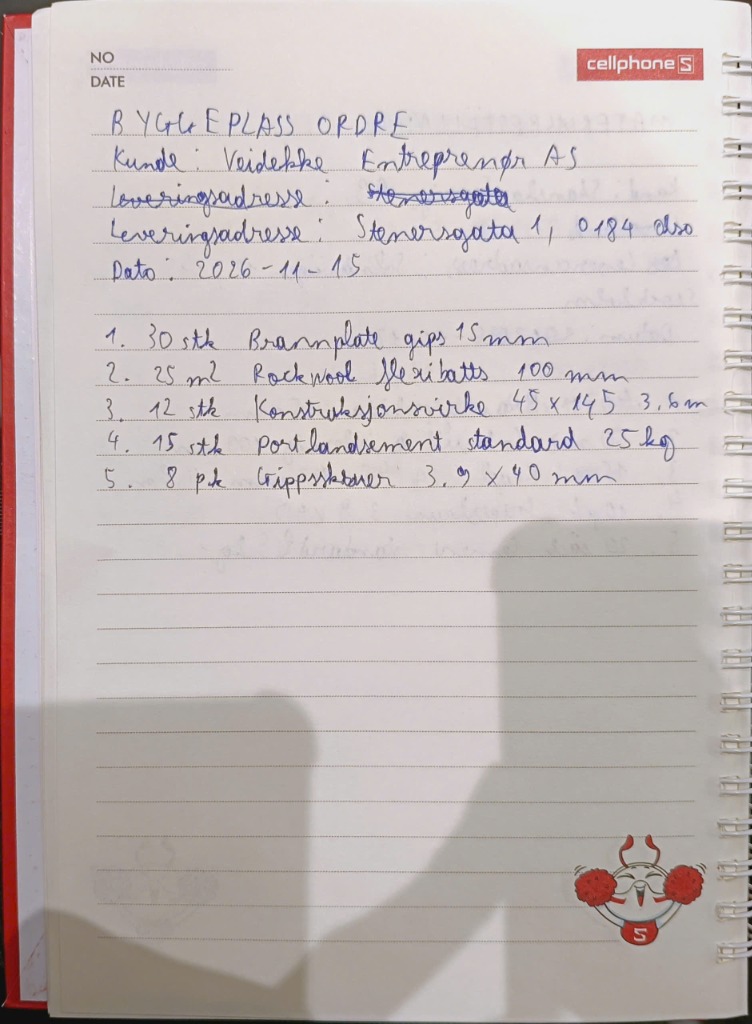 NO
cellphone S
DATE
BYGGEPLASS ORDRE
Kunde: Veidekke Entreprenør AS
Leveringsadresse: Stenersgata
Leveringsadresse: Stenersgata 1, 0184 Oslo
Dato: 2026-11-15
1. 30 stk Brannplate gips 15 mm
2. 25 m2 Rockwool flexibatts 100 mm
3. 12 stk Konstruksjonsvirke 45 x 145 3.6 m
4. 15 stk Portlandsement standard 25 kg
5. 8 pk 3.9 x 40 mm
S